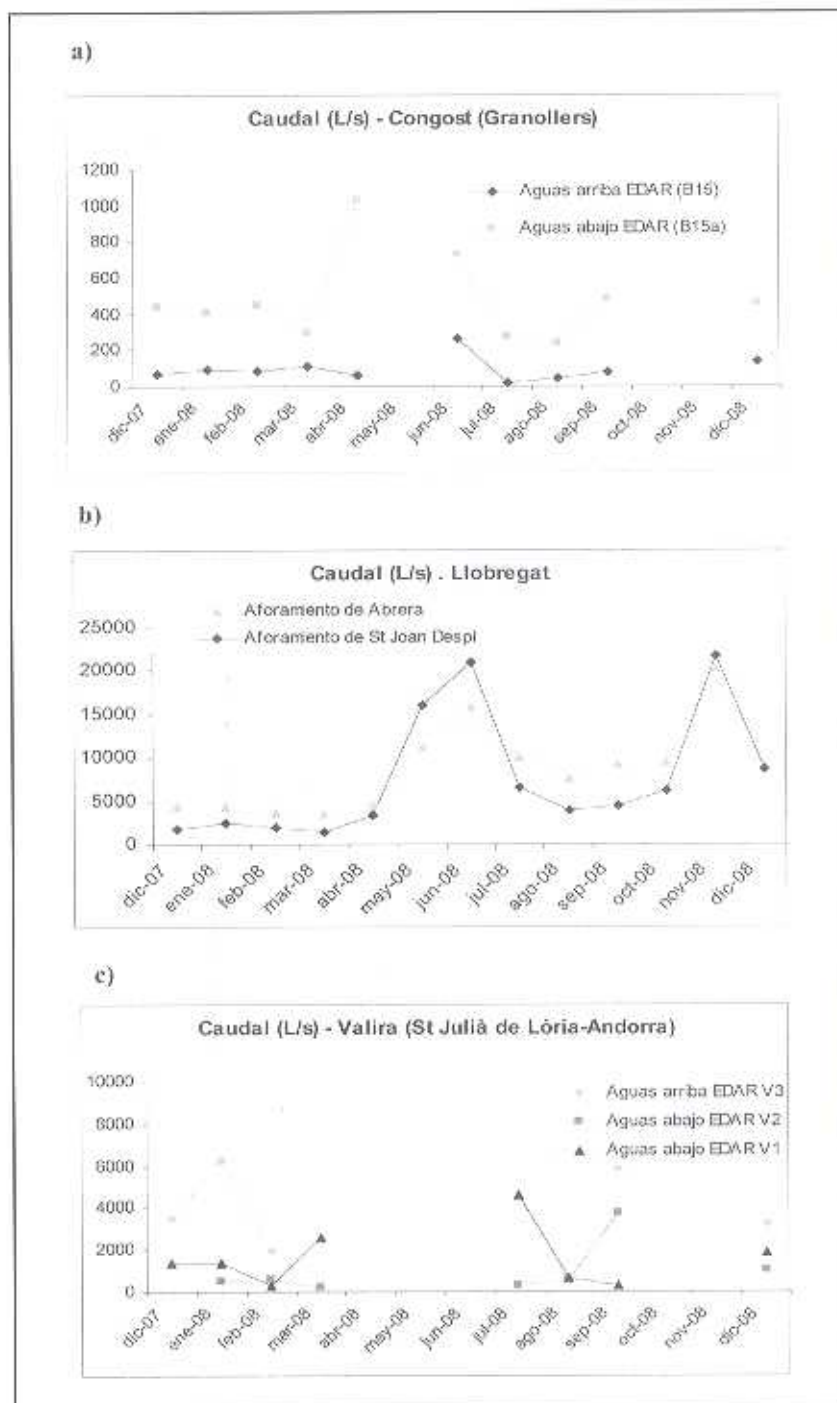 a)
Caudal (L/s) - Congost (Granollers)
1200
1000
800
600
400
200
0
Aguas arriba EDAR (B15)
Aguas abajo EDAR (B15a)
dic-07
ene-08
feb-08
mar-08
abr-08
may-08
jun-08
jul-08
ago-08
sep-08
oct-08
nov-08
dic-08
b)
Caudal (L/s) . Llobregat
Aforamento de Abrera
Aforamento de St Joan Despí
25000
20000
15000
10000
5000
0
dic-07
ene-08
feb-08
mar-08
abr-08
may-08
jun-08
jul-08
ago-08
sep-08
oct-08
nov-08
dic-08
c)
Caudal (L/s) - Valira (St Julià de Lòria-Andorra)
10000
8000
6000
4000
2000
0
Aguas arriba EDAR V3
Aguas abajo EDAR V2
Aguas abajo EDAR V1
dic-07
ene-08
feb-08
mar-08
abr-08
may-08
jun-08
jul-08
ago-08
sep-08
oct-08
nov-08
dic-08